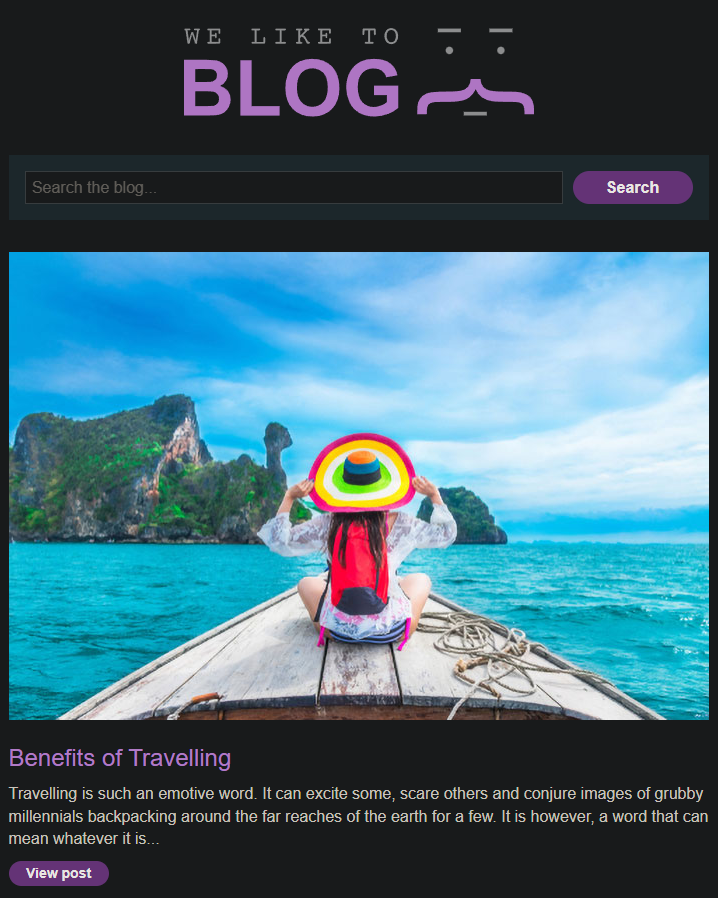 WE LIKE TO
BLOG
Search the blog...
Search
Benefits of Travelling
Travelling is such an emotive word. It can excite some, scare others and conjure images of grubby
millennials backpacking around the far reaches of the earth for a few. It is however, a word that can
mean whatever it is...
View post